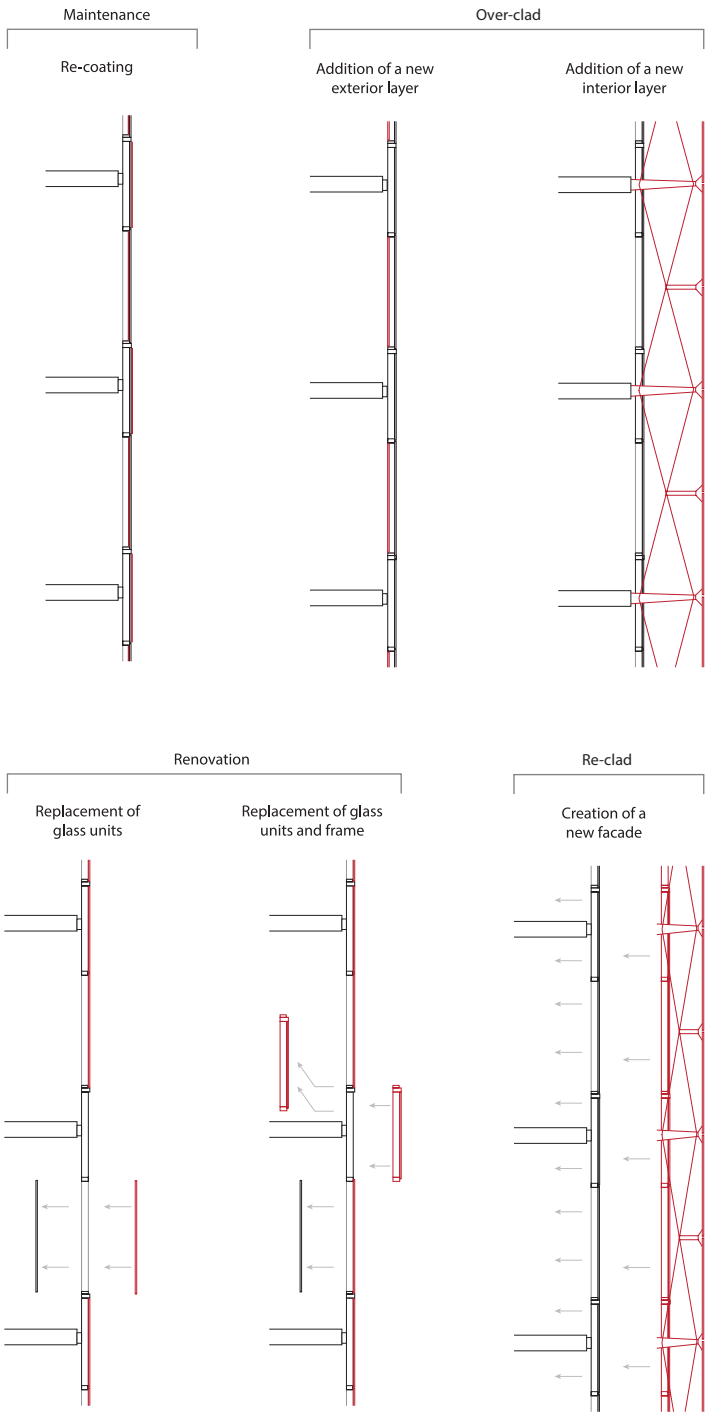 Maintenance
Over-clad
Re-coating
Addition of a new
exterior layer
Addition of a new
interior layer
Renovation
Re-clad
Replacement of
glass units
Replacement of glass
units and frame
Creation of a
new facade